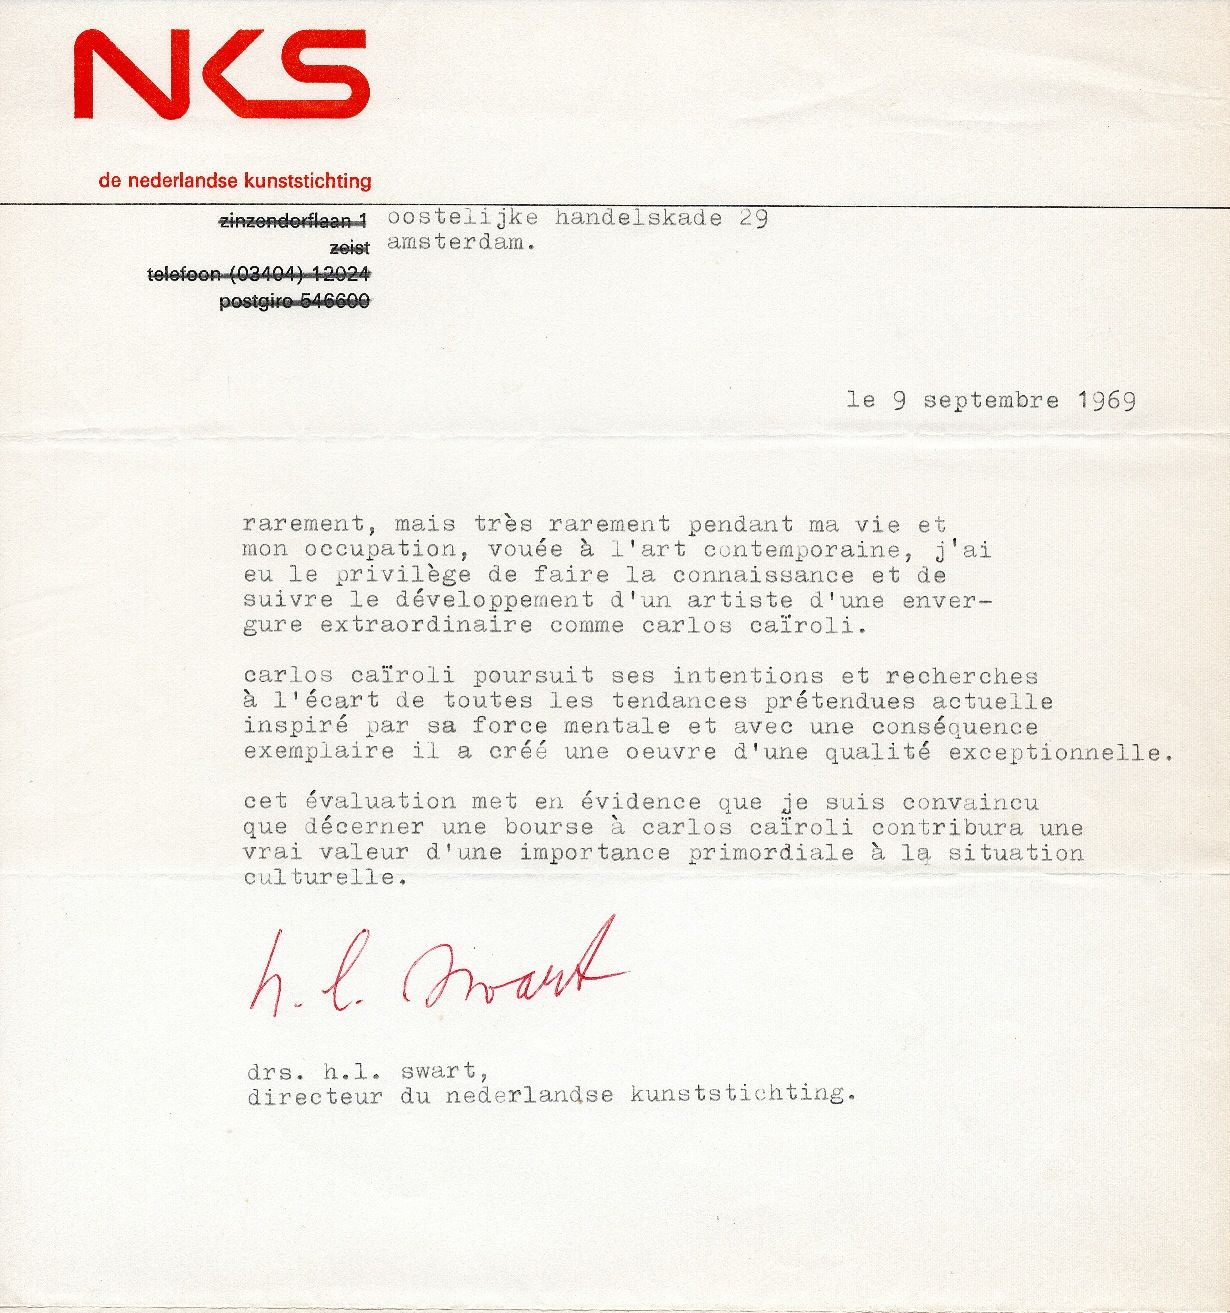 NKS
de nederlandse kunststichting
zinzendorflaan 1
zeist
telefoon (03404) 12024
postgiro 546600
oostelijke handelskade 29
amsterdam.
le 9 septembre 1969
rarement, mais très rarement pendant ma vie et
mon occupation, vouée à l'art contemporaine, j'ai
eu le privilège de faire la connaissance et de
suivre le développement d'un artiste d'une enver-
gure extraordinaire comme carlos caïroli.
carlos caïroli poursuit ses intentions et recherches
à l'écart de toutes les tendances prétendues actuelle
inspiré par sa force mentale et avec une conséquence
exemplaire il a créé une oeuvre d'une qualité exceptionnelle.
cet évaluation met en évidence que je suis convaincu
que décerner une bourse à carlos caïroli contribura une
vrai valeur d'une importance primordiale à la situation
culturelle.
h. l. swart
drs. h.l. swart,
directeur du nederlandse kunststichting.